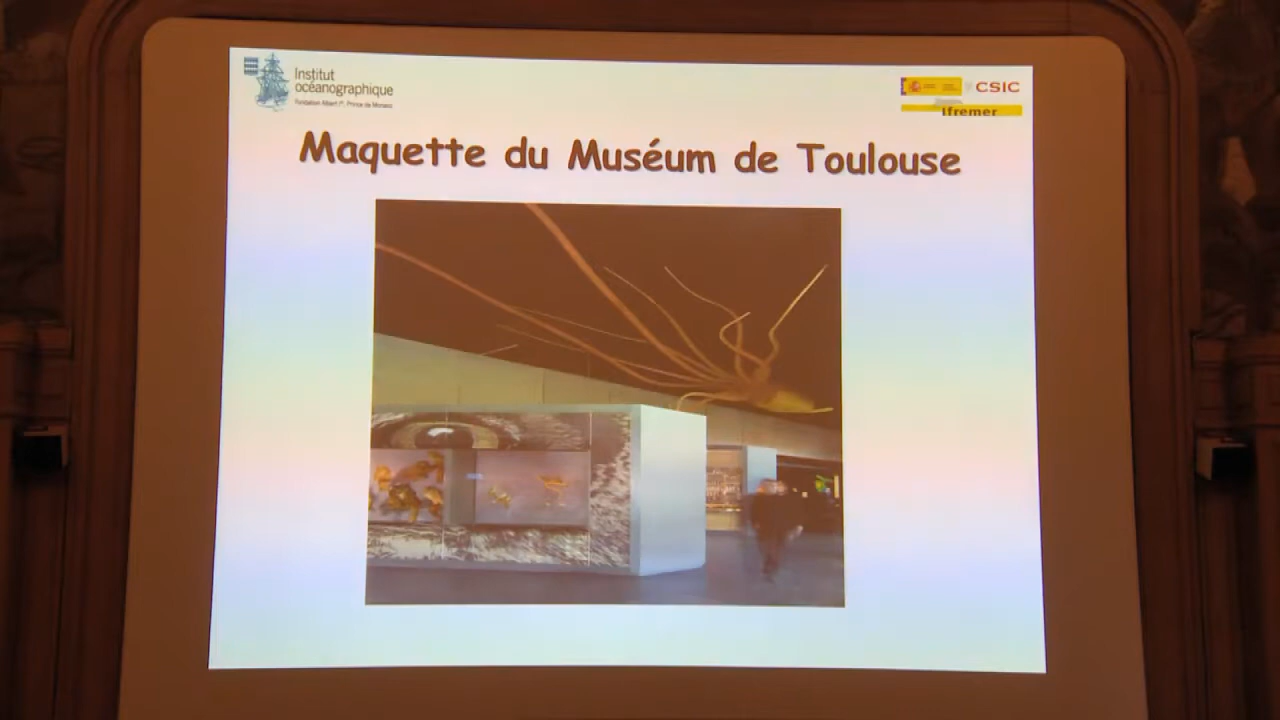 Institut
océanographique
Fondation Albert Iᵉʳ, Prince de Monaco
CSIC
Ifremer
Maquette du Muséum de Toulouse